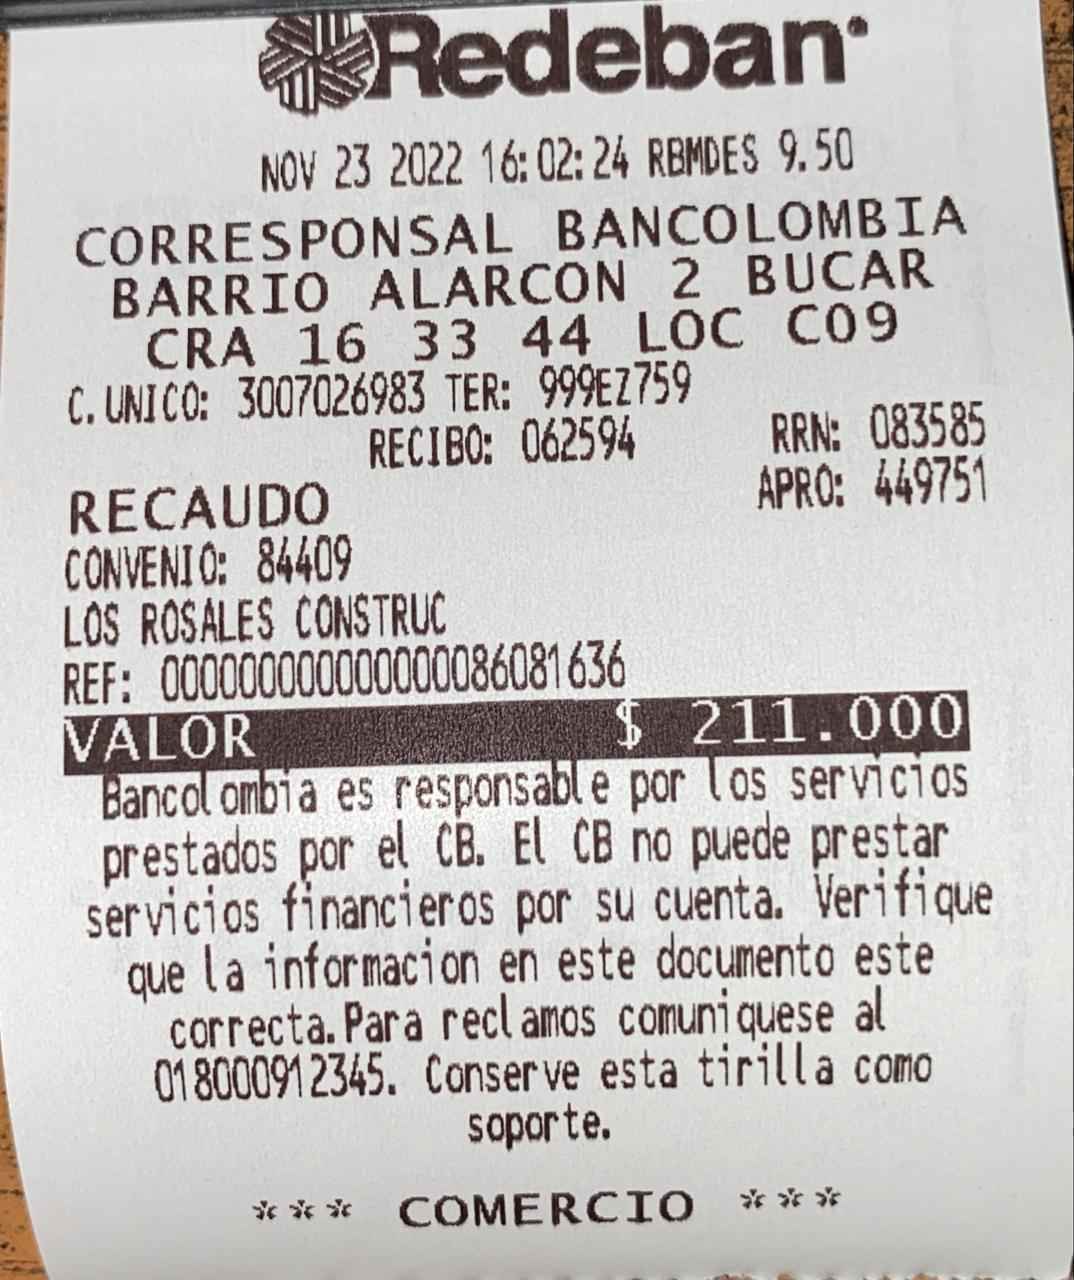 Redeban
NOV 23 2022 16:02:24 RBMDES 9.50
CORRESPONSAL BANCOLOMBIA
BARRIO ALARCON 2 BUCAR
CRA 16 33 44 LOC C09
C.UNICO: 3007026983 TER: 999EZ759
RECIBO: 062594 RRN: 083585
RECAUDO APRO: 449751
CONVENIO: 84409
LOS ROSALES CONSTRUC
REF: 0000000000000000086081636
VALOR $ 211.000
Bancolombia es responsable por los servicios
prestados por el CB. El CB no puede prestar
servicios financieros por su cuenta. Verifique
que la informacion en este documento este
correcta.Para reclamos comuniquese al
018000912345. Conserve esta tirilla como
soporte.
*** COMERCIO ***